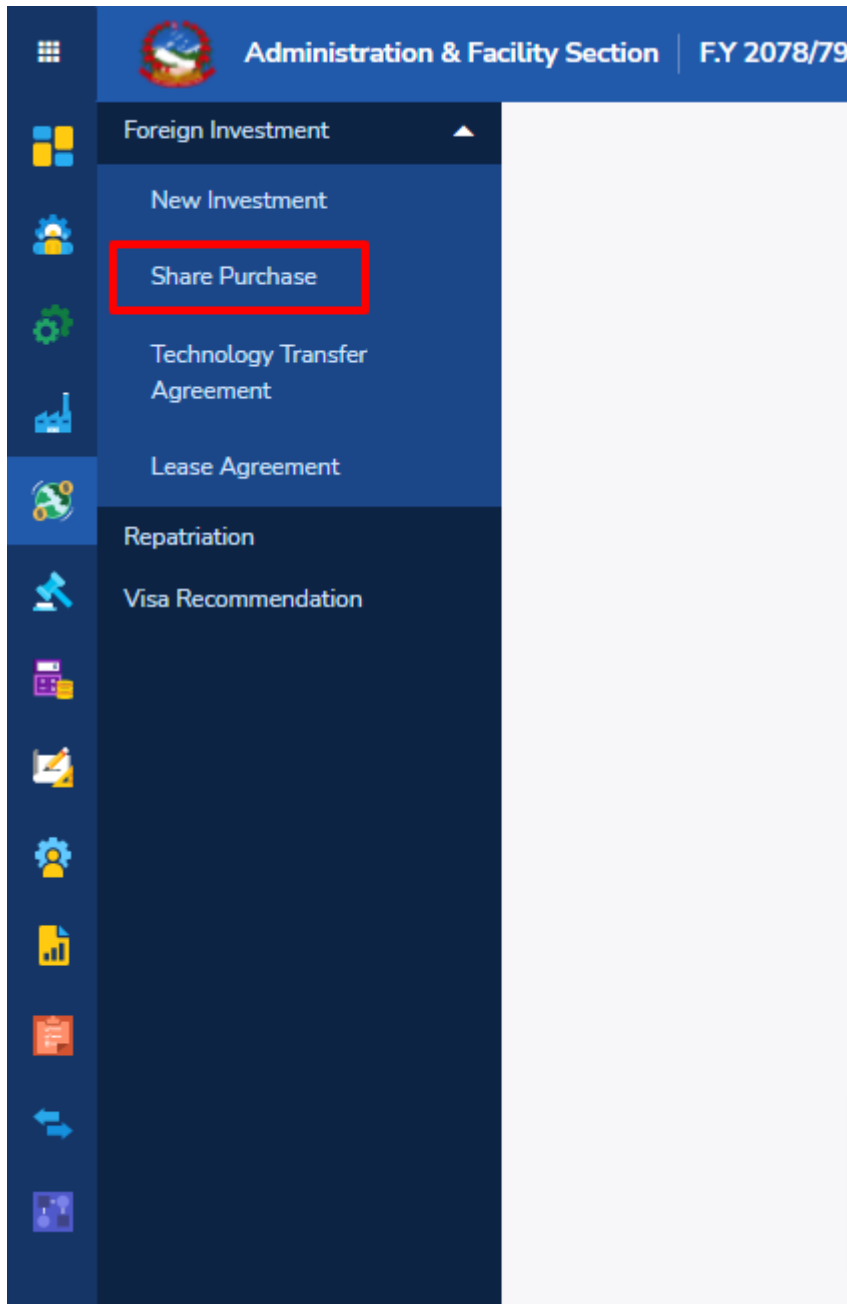 Administration & Facility Section
F.Y 2078/79
Foreign Investment
New Investment
Share Purchase
Technology Transfer
Agreement
Lease Agreement
Repatriation
Visa Recommendation